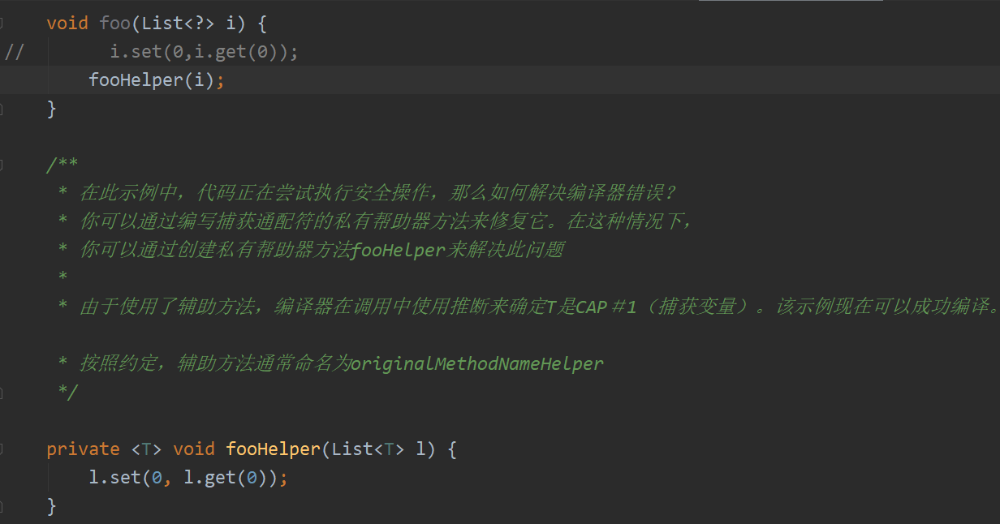 void foo(List<?> i) {
//        i.set(0,i.get(0));
fooHelper(i);
}
/**
* 在此示例中，代码正在尝试执行安全操作，那么如何解决编译器错误？
* 你可以通过编写捕获通配符的私有帮助器方法来修复它。在这种情况下，
* 你可以通过创建私有帮助器方法fooHelper来解决此问题
*
* 由于使用了辅助方法，编译器在调用中使用推断来确定T是CAP＃1（捕获变量）。该示例现在可以成功编译。
* 按照约定，辅助方法通常命名为originalMethodNameHelper
*/
private <T> void fooHelper(List<T> l) {
l.set(0, l.get(0));
}